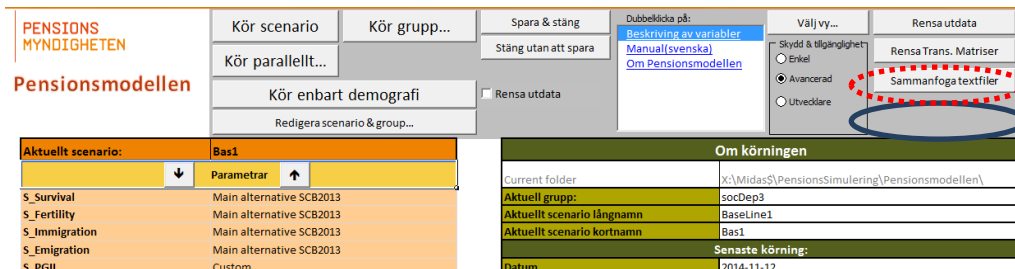 PENSIONS
MYNDIGHETEN
Pensionsmodellen
Kör scenario
Kör grupp...
Kör parallellt...
Kör enbart demografi
Redigera scenario & group...
Spara & stäng
Stäng utan att spara
Rensa utdata
Dubbelklicka på:
Beskriving av variabler
Manual(svenska)
Om Pensionsmodellen
Välj vy...
Skydd & tillgänglighet
Enkel
Avancerad
Utvecklare
Rensa utdata
Rensa Trans. Matriser
Sammanfoga textfiler
Aktuellt scenario: Bas1
Parametrar
S_Survival Main alternative SCB2013
S_Fertility Main alternative SCB2013
S_Immigration Main alternative SCB2013
S_Emigration Main alternative SCB2013
S_PGII Custom
Om körningen
Current folder X:\Midas$\PensionsSimulering\Pensionsmodellen\
Aktuell grupp: socDep3
Aktuellt scenario långnamn BaseLine1
Aktuellt scenario kortnamn Bas1
Senaste körning:
Datum 2014-11-12